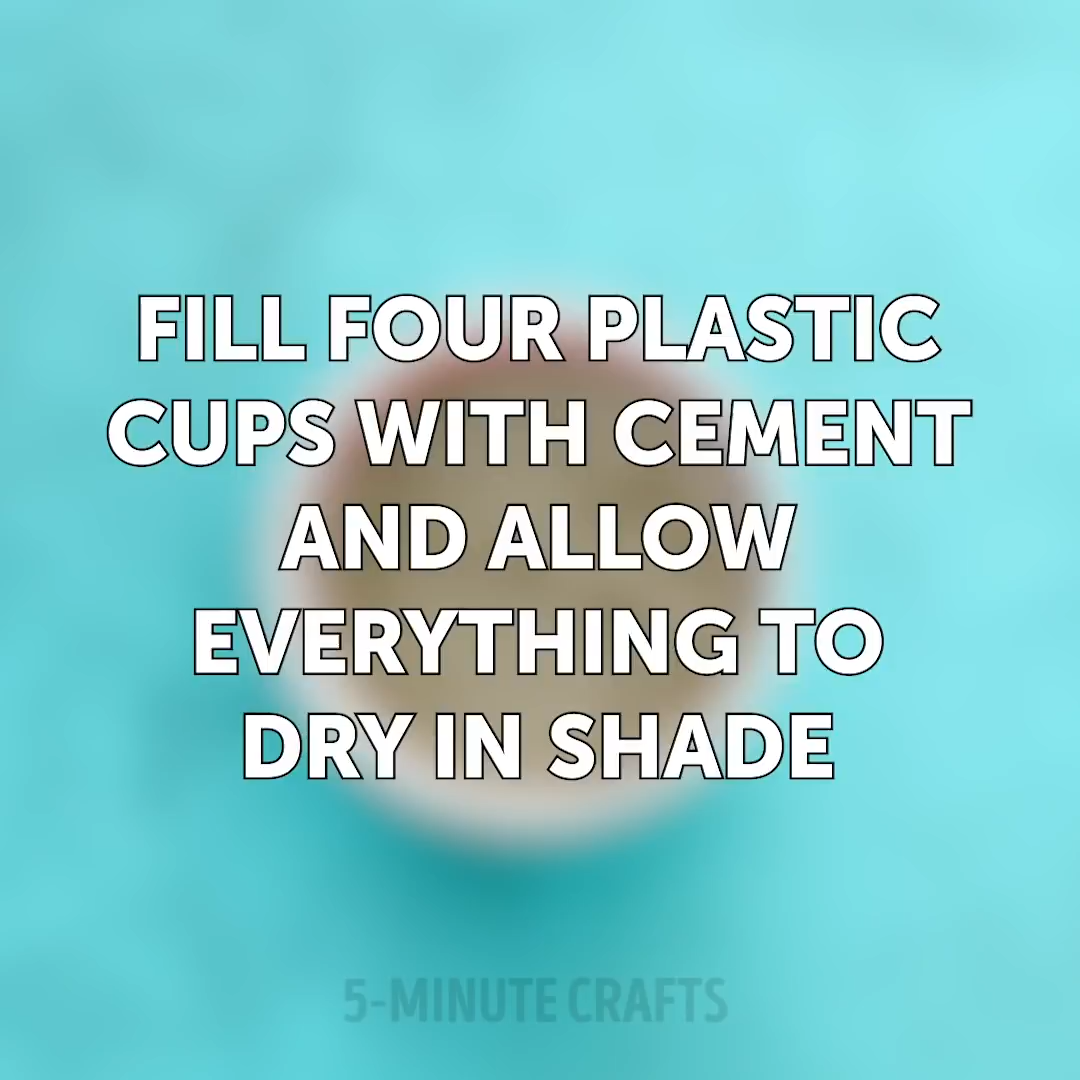 FILL FOUR PLASTIC
CUPS WITH CEMENT
AND ALLOW
EVERYTHING TO
DRY IN SHADE
5-MINUTE CRAFTS